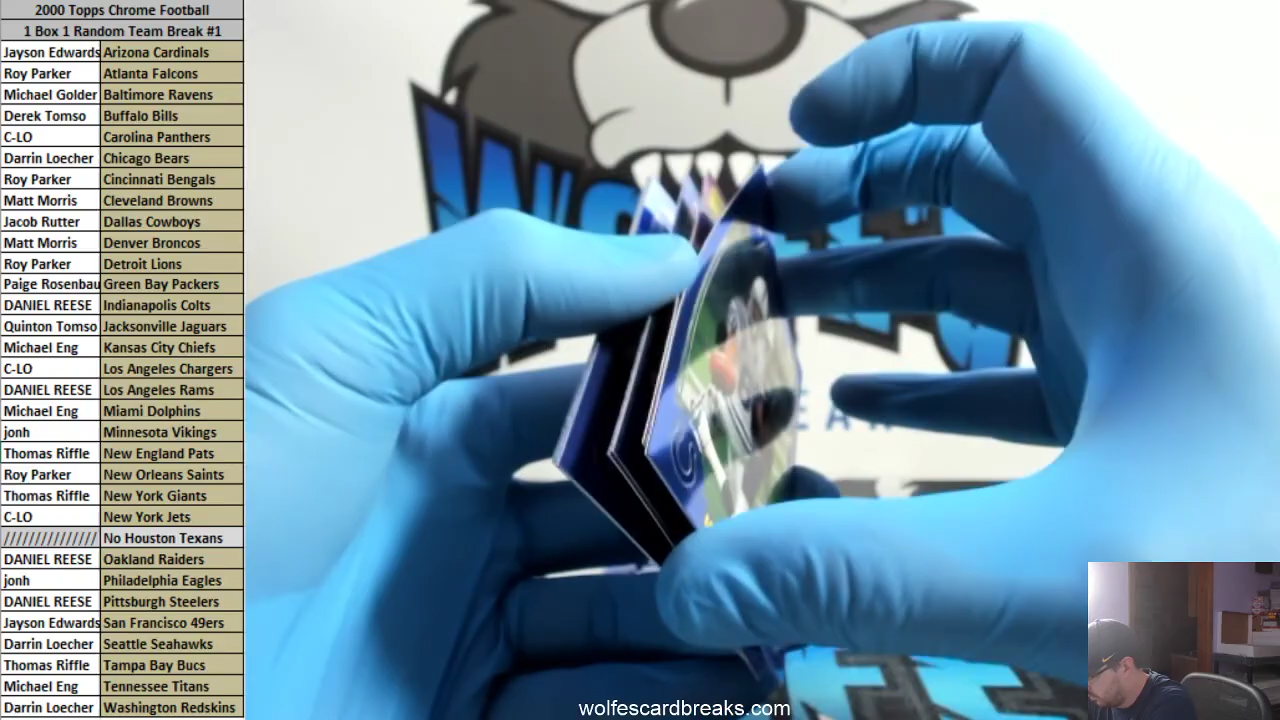 2000 Topps Chrome Football
1 Box 1 Random Team Break #1
Jayson Edwards Arizona Cardinals
Roy Parker Atlanta Falcons
Michael Golder Baltimore Ravens
Derek Tomso Buffalo Bills
C-LO Carolina Panthers
Darrin Loecher Chicago Bears
Roy Parker Cincinnati Bengals
Matt Morris Cleveland Browns
Jacob Rutter Dallas Cowboys
Matt Morris Denver Broncos
Roy Parker Detroit Lions
Paige Rosenbau Green Bay Packers
DANIEL REESE Indianapolis Colts
Quinton Tomso Jacksonville Jaguars
Michael Eng Kansas City Chiefs
C-LO Los Angeles Chargers
DANIEL REESE Los Angeles Rams
Michael Eng Miami Dolphins
jonh Minnesota Vikings
Thomas Riffle New England Pats
Roy Parker New Orleans Saints
Thomas Riffle New York Giants
C-LO New York Jets
/////////////// No Houston Texans
DANIEL REESE Oakland Raiders
jonh Philadelphia Eagles
DANIEL REESE Pittsburgh Steelers
Jayson Edwards San Francisco 49ers
Darrin Loecher Seattle Seahawks
Thomas Riffle Tampa Bay Bucs
Michael Eng Tennessee Titans
Darrin Loecher Washington Redskins
wolfescardbreaks.com